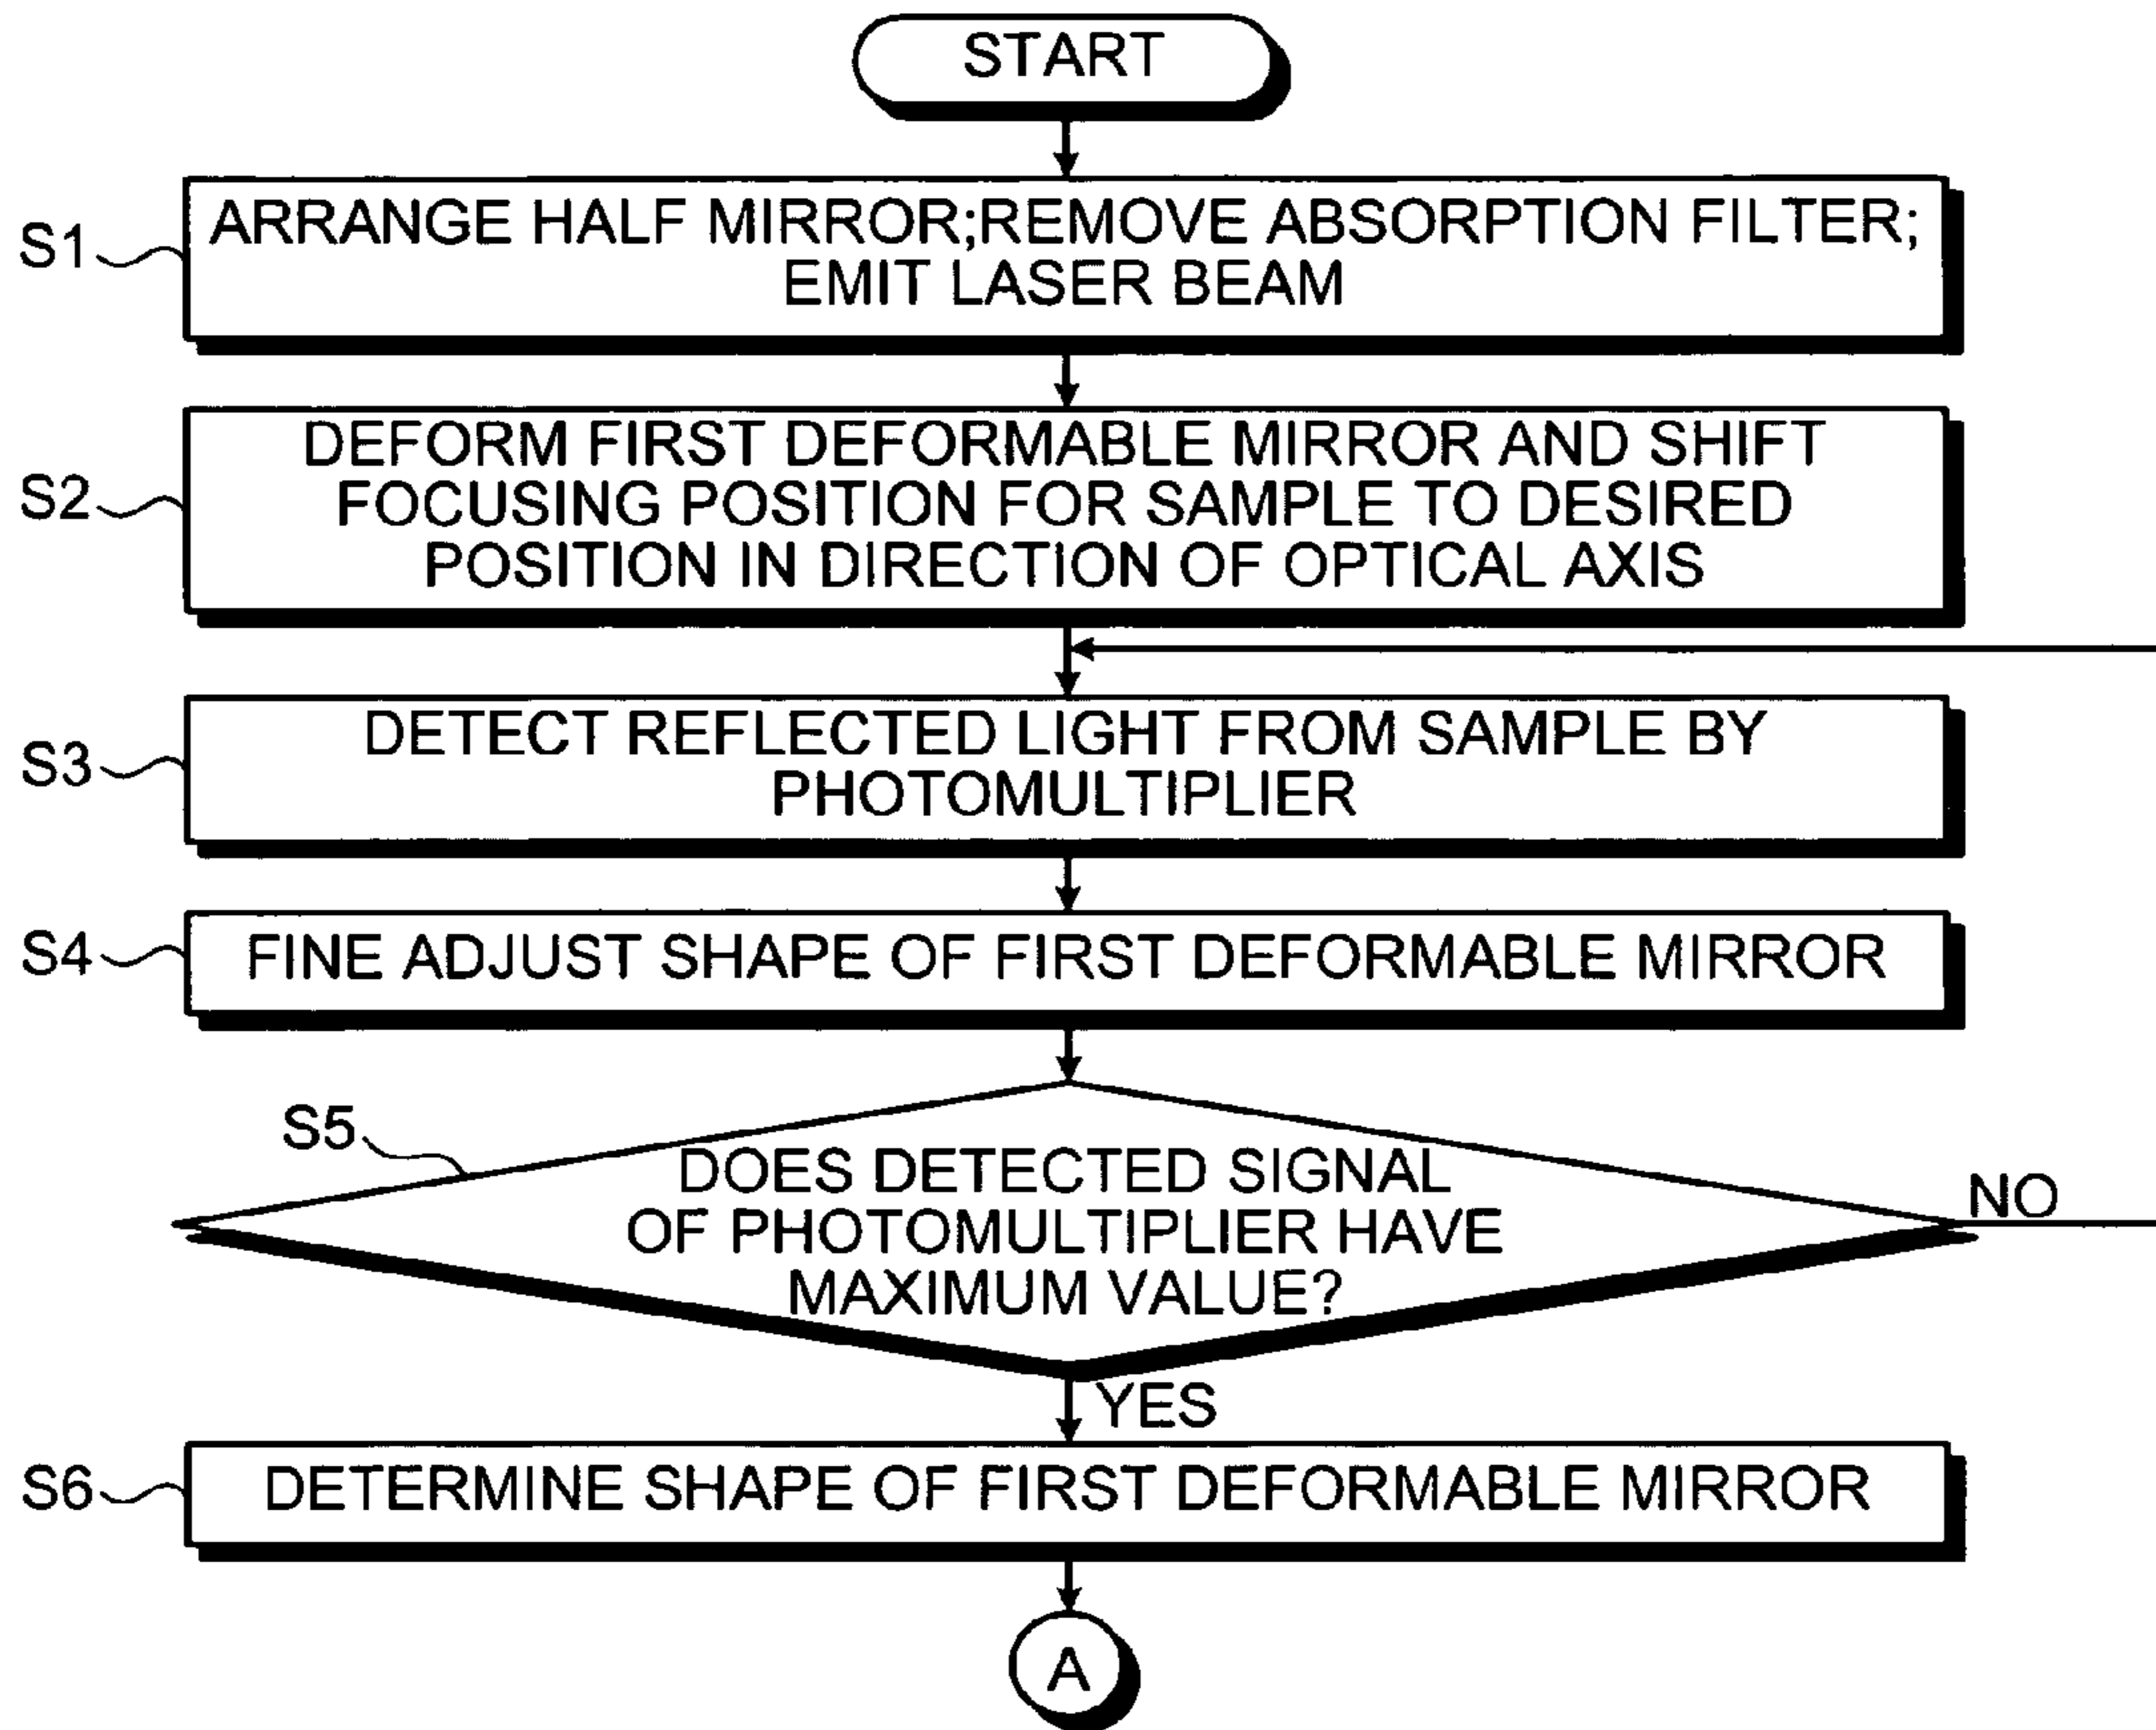 START
S1
ARRANGE HALF MIRROR;REMOVE ABSORPTION FILTER;
EMIT LASER BEAM
S2
DEFORM FIRST DEFORMABLE MIRROR AND SHIFT
FOCUSING POSITION FOR SAMPLE TO DESIRED
POSITION IN DIRECTION OF OPTICAL AXIS
S3
DETECT REFLECTED LIGHT FROM SAMPLE BY
PHOTOMULTIPLIER
S4
FINE ADJUST SHAPE OF FIRST DEFORMABLE MIRROR
S5
DOES DETECTED SIGNAL
OF PHOTOMULTIPLIER HAVE
MAXIMUM VALUE?
NO
YES
S6
DETERMINE SHAPE OF FIRST DEFORMABLE MIRROR
A